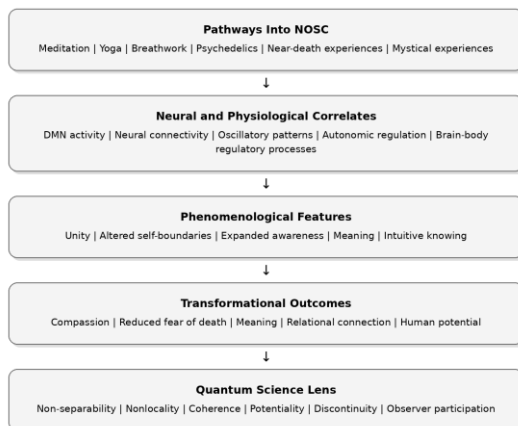 Pathways Into NOSC
Meditation | Yoga | Breathwork | Psychedelics | Near-death experiences | Mystical experiences
↓
Neural and Physiological Correlates
DMN activity | Neural connectivity | Oscillatory patterns | Autonomic regulation | Brain-body
regulatory processes
↓
Phenomenological Features
Unity | Altered self-boundaries | Expanded awareness | Meaning | Intuitive knowing
↓
Transformational Outcomes
Compassion | Reduced fear of death | Meaning | Relational connection | Human potential
↓
Quantum Science Lens
Non-separability | Nonlocality | Coherence | Potentiality | Discontinuity | Observer participation